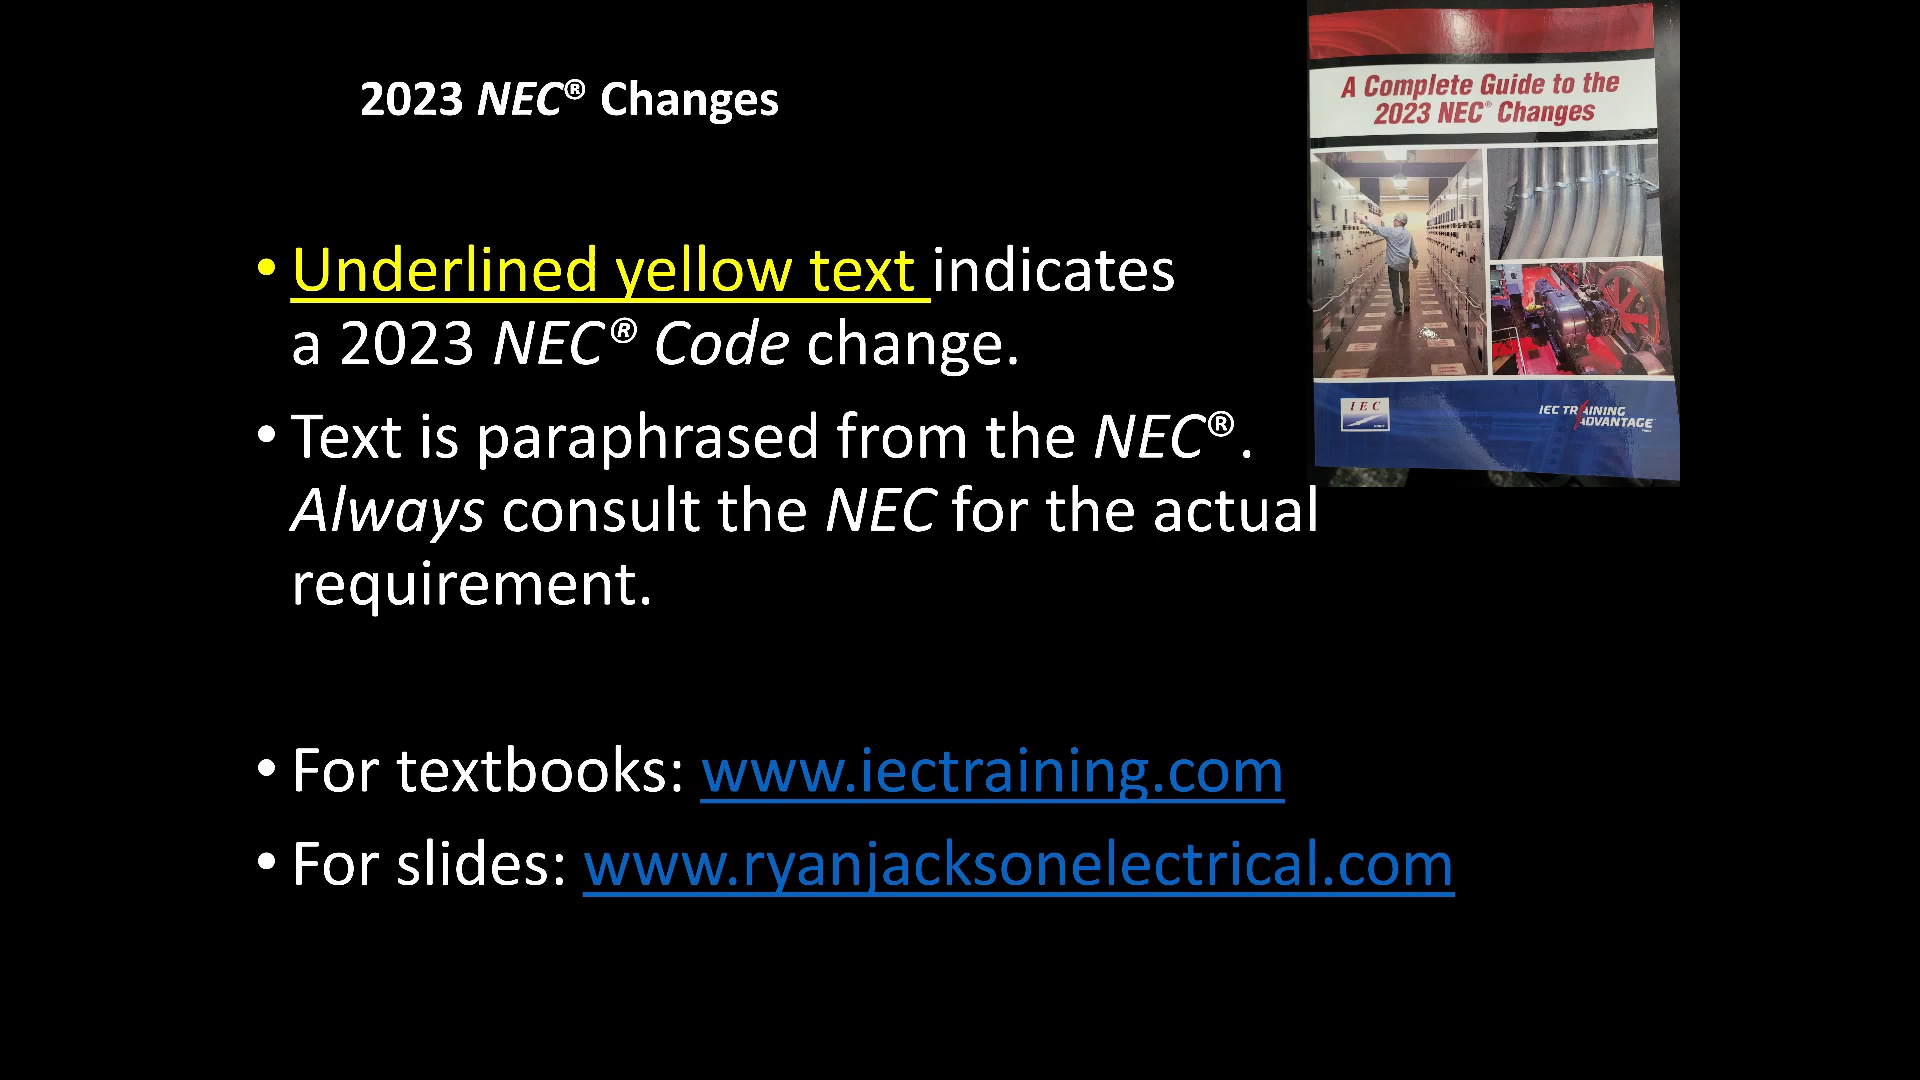 2023 NEC® Changes
• Underlined yellow text indicates
a 2023 NEC® Code change.
• Text is paraphrased from the NEC®.
Always consult the NEC for the actual
requirement.
• For textbooks: www.iectraining.com
• For slides: www.ryanjacksonelectrical.com
A Complete Guide to the
2023 NEC® Changes
IEC
IEC TRAINING
ADVANTAGE